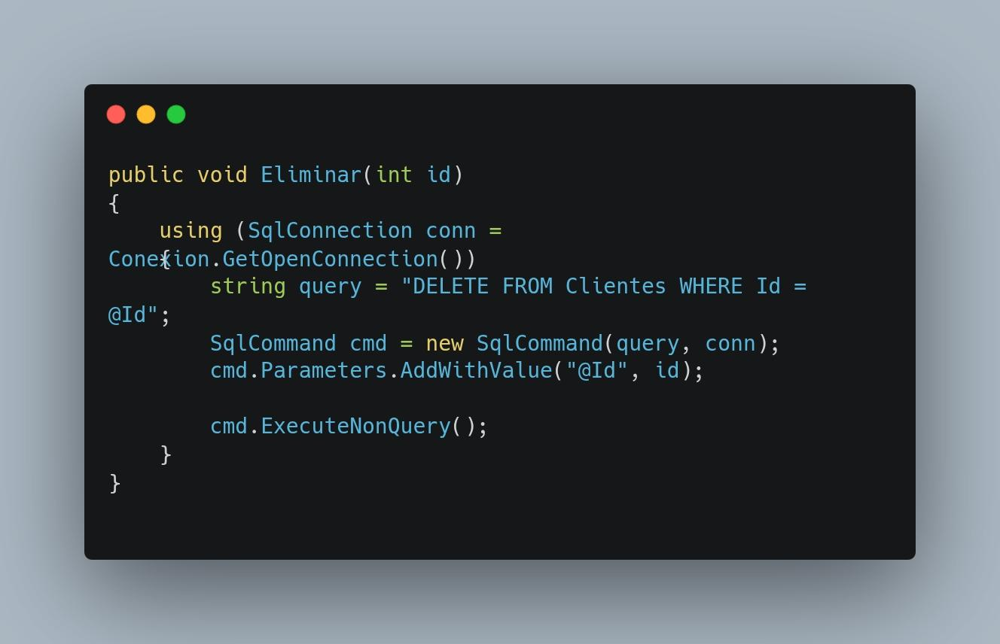 public void Eliminar(int id)
{
    using (SqlConnection conn =
Conexion.GetOpenConnection())
    {
        string query = "DELETE FROM Clientes WHERE Id =
@Id";
        SqlCommand cmd = new SqlCommand(query, conn);
        cmd.Parameters.AddWithValue("@Id", id);

        cmd.ExecuteNonQuery();
    }
}